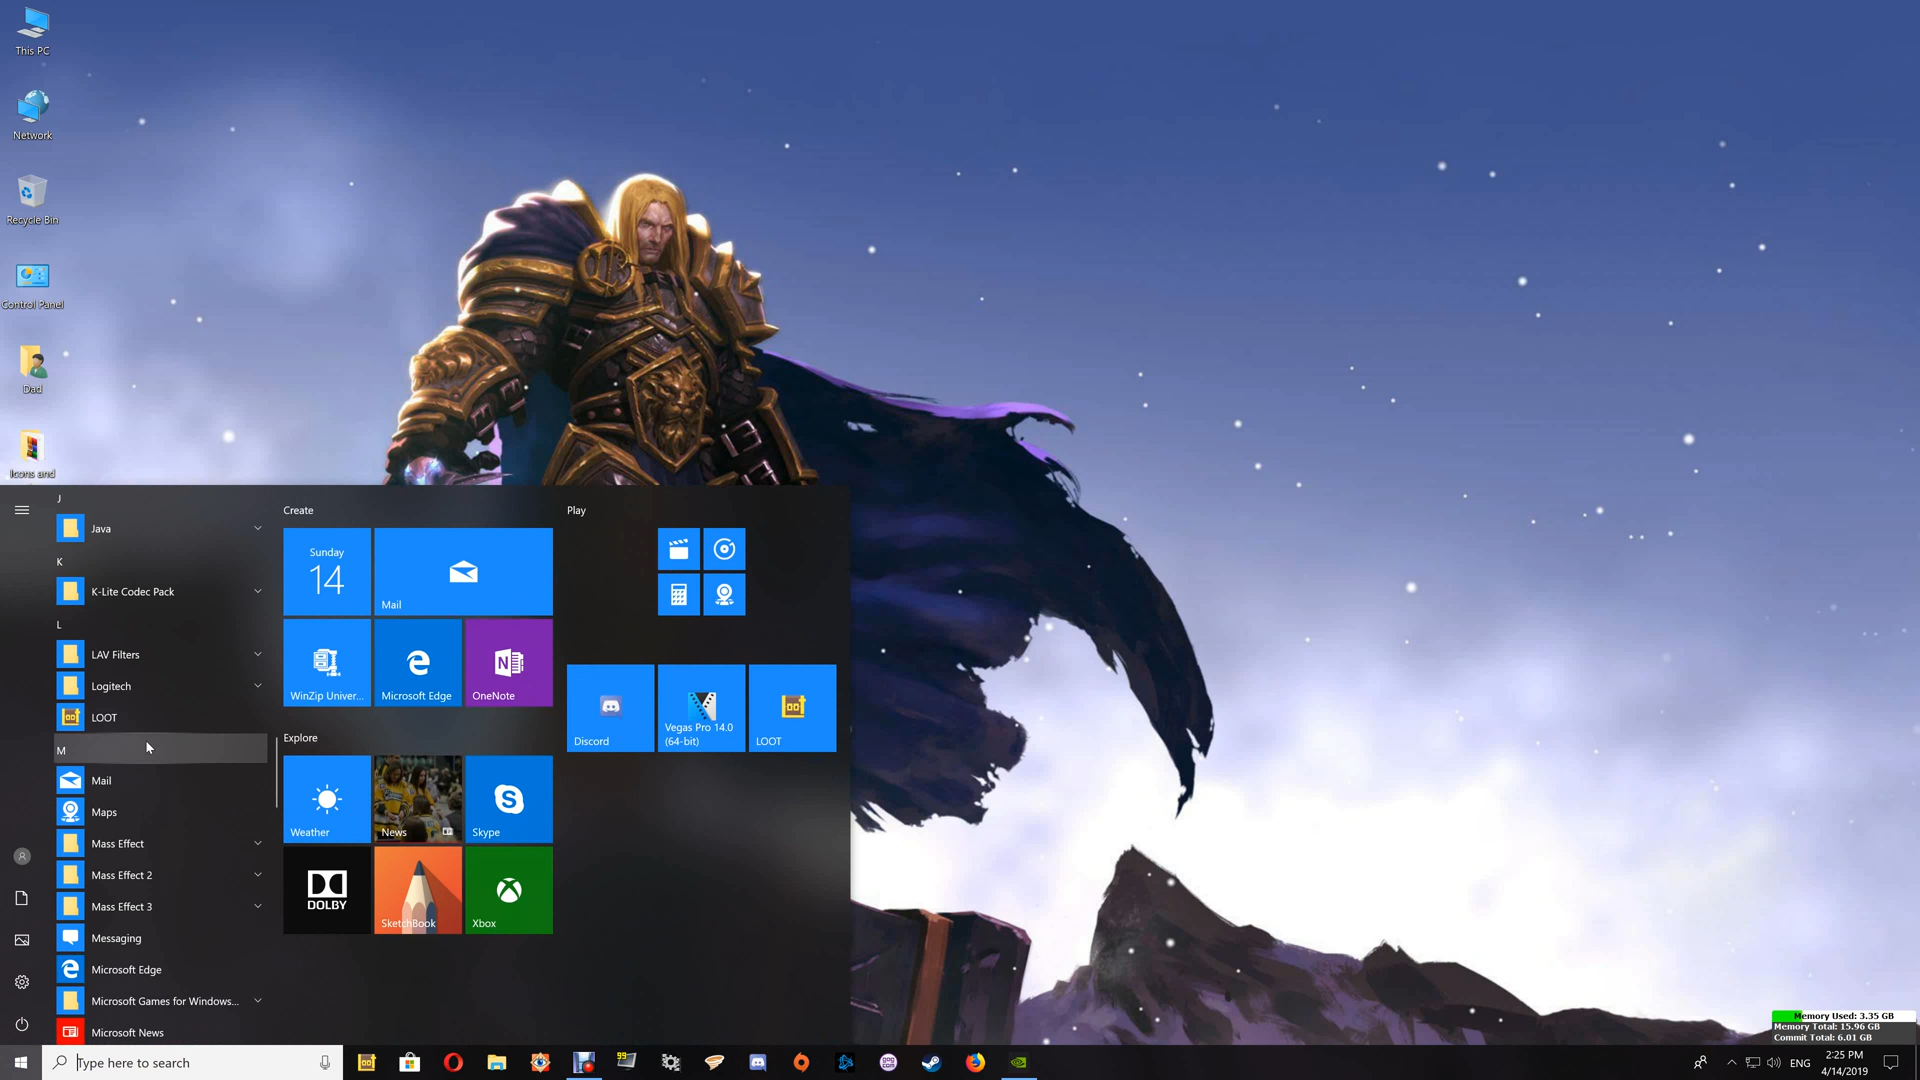 This PC
Network
Recycle Bin
Control Panel
Dad
Icons and
J
Java
K
K-Lite Codec Pack
L
LAV Filters
Logitech
LOOT
M
Mail
Maps
Mass Effect
Mass Effect 2
Mass Effect 3
Messaging
Microsoft Edge
Microsoft Games for Windows...
Microsoft News
Create
Sunday
14
Mail
WinZip Univer...
Microsoft Edge
N
OneNote
Explore
Weather
News
S
Skype
DOLBY
SketchBook
Xbox
Play
Discord
Vegas Pro 14.0
(64-bit)
LOOT
Memory Used: 3.35 GB
Memory Total: 15.96 GB
Commit Total: 6.01 GB
Type here to search
99
ENG
2:25 PM
4/14/2019